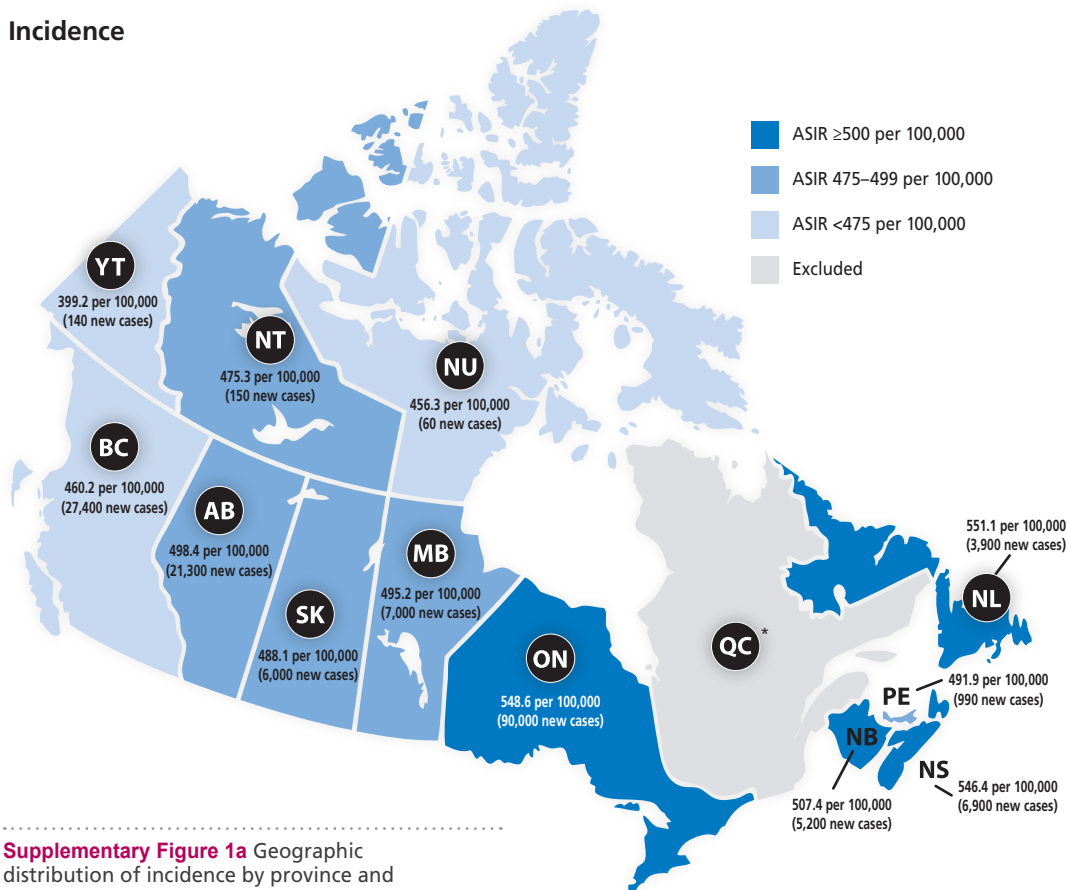 Incidence
ASIR ≥500 per 100,000
ASIR 475–499 per 100,000
ASIR <475 per 100,000
Excluded
YT
399.2 per 100,000
(140 new cases)
NT
475.3 per 100,000
(150 new cases)
NU
456.3 per 100,000
(60 new cases)
BC
460.2 per 100,000
(27,400 new cases)
AB
498.4 per 100,000
(21,300 new cases)
SK
488.1 per 100,000
(6,000 new cases)
MB
495.2 per 100,000
(7,000 new cases)
ON
548.6 per 100,000
(90,000 new cases)
QC*
551.1 per 100,000
(3,900 new cases)
NL
PE
491.9 per 100,000
(990 new cases)
NB
507.4 per 100,000
(5,200 new cases)
NS
546.4 per 100,000
(6,900 new cases)
Supplementary Figure 1a Geographic
distribution of incidence by province and